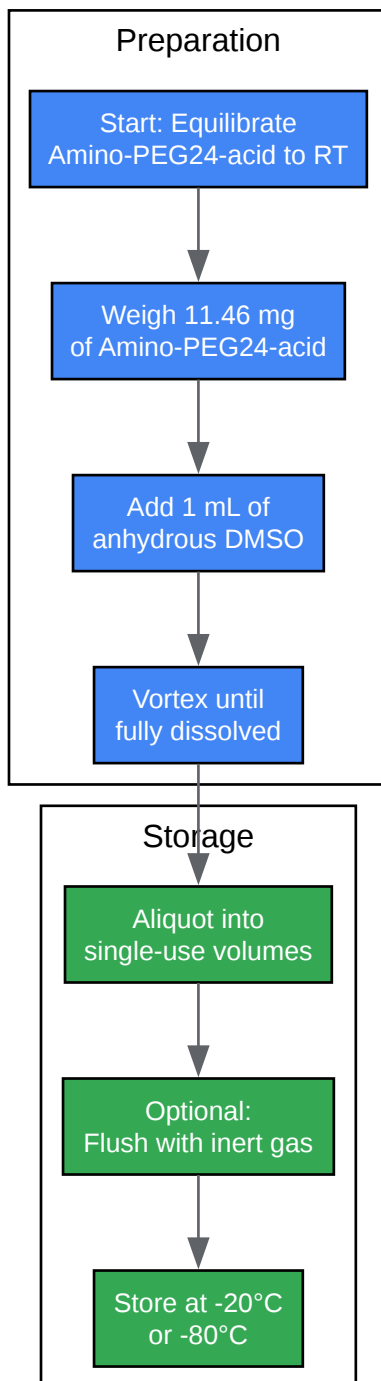 Preparation
Start: Equilibrate
Amino-PEG24-acid to RT
Weigh 11.46 mg
of Amino-PEG24-acid
Add 1 mL of
anhydrous DMSO
Vortex until
fully dissolved
Storage
Aliquot into
single-use volumes
Optional:
Flush with inert gas
Store at -20°C
or -80°C